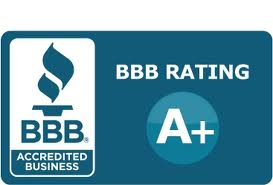 BBB®
ACCREDITED
BUSINESS
BBB RATING
A+